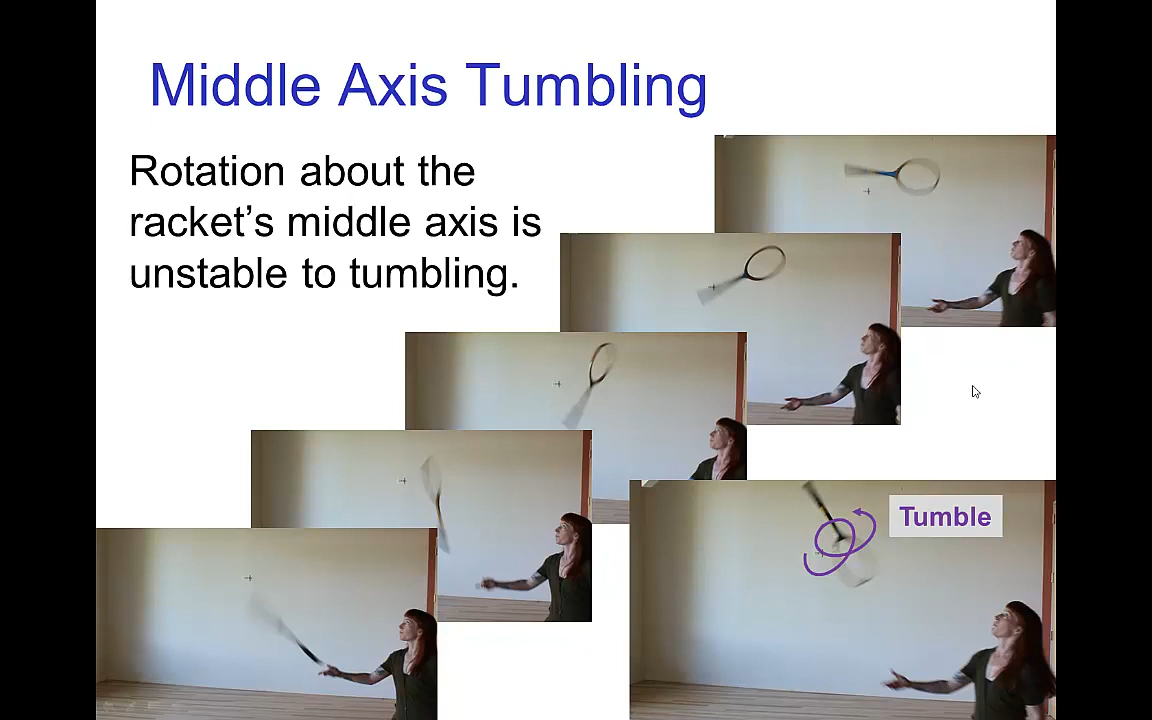 Middle Axis Tumbling
Rotation about the
racket’s middle axis is
unstable to tumbling.
Tumble